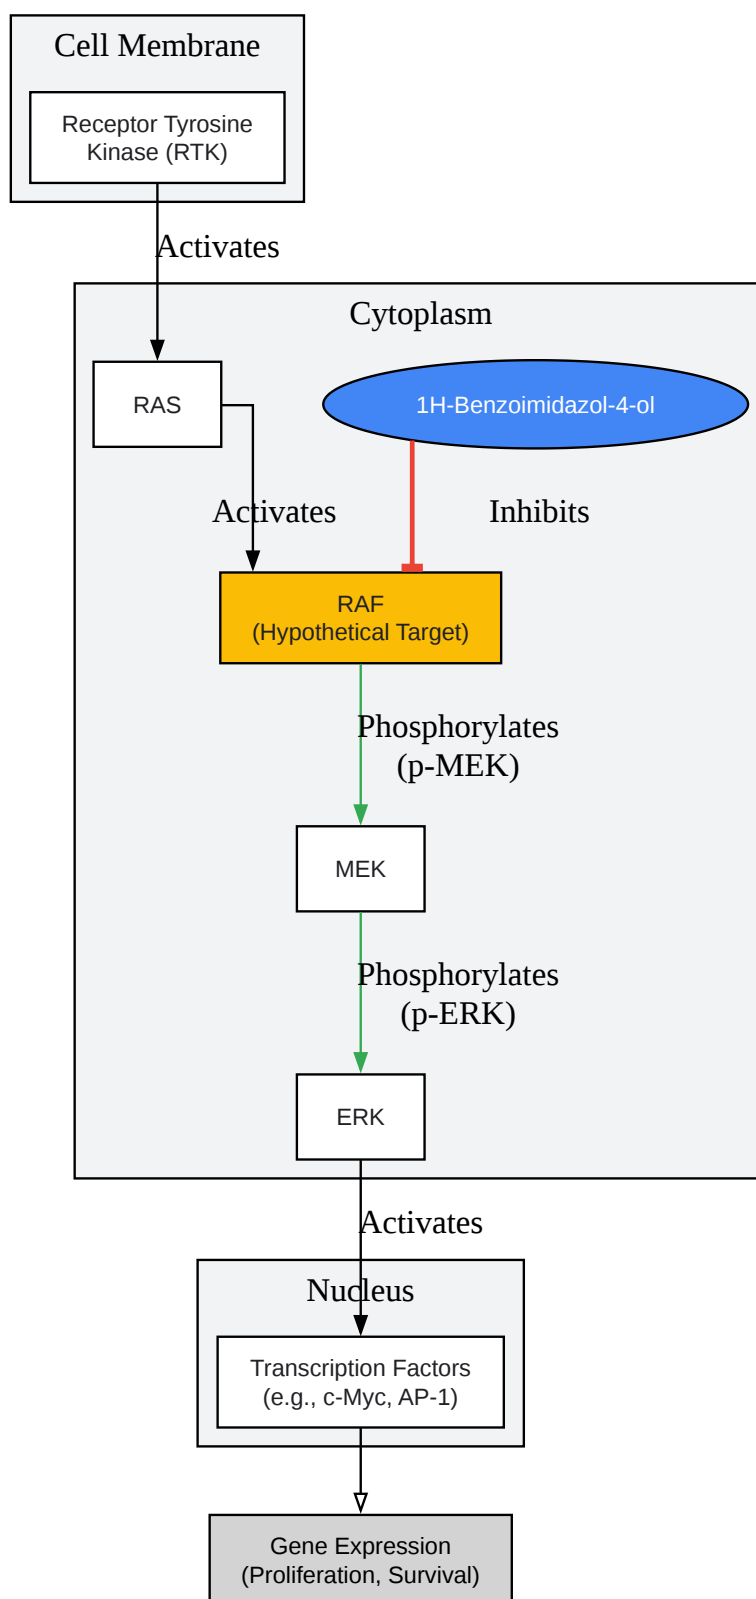 Cell Membrane
Receptor Tyrosine
Kinase (RTK)
Activates
Cytoplasm
RAS
1H-Benzoimidazol-4-ol
Activates
Inhibits
RAF
(Hypothetical Target)
Phosphorylates
(p-MEK)
MEK
Phosphorylates
(p-ERK)
ERK
Activates
Nucleus
Transcription Factors
(e.g., c-Myc, AP-1)
Gene Expression
(Proliferation, Survival)